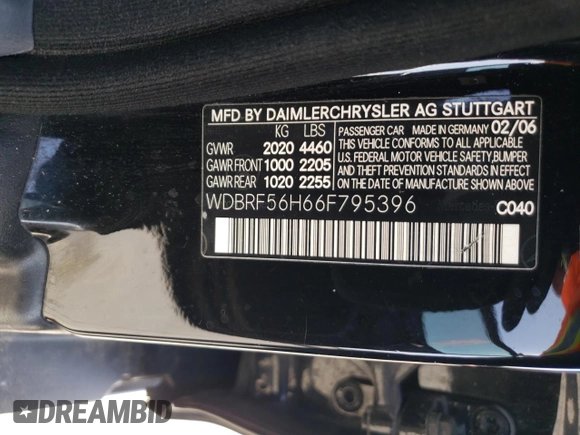 MFD BY DAIMLERCHRYSLER AG STUTTGART
KG LBS
GVWR 2020 4460
GAWR FRONT 1000 2205
GAWR REAR 1020 2255
PASSENGER CAR MADE IN GERMANY 02/06
THIS VEHICLE CONFORMS TO ALL APPLICABLE
U.S. FEDERAL MOTOR VEHICLE SAFETY, BUMPER
AND THEFT PREVENTION STANDARDS IN EFFECT
ON THE DATE OF MANUFACTURE SHOWN ABOVE.
WDBRF56H66F795396
C040
DREAMBID